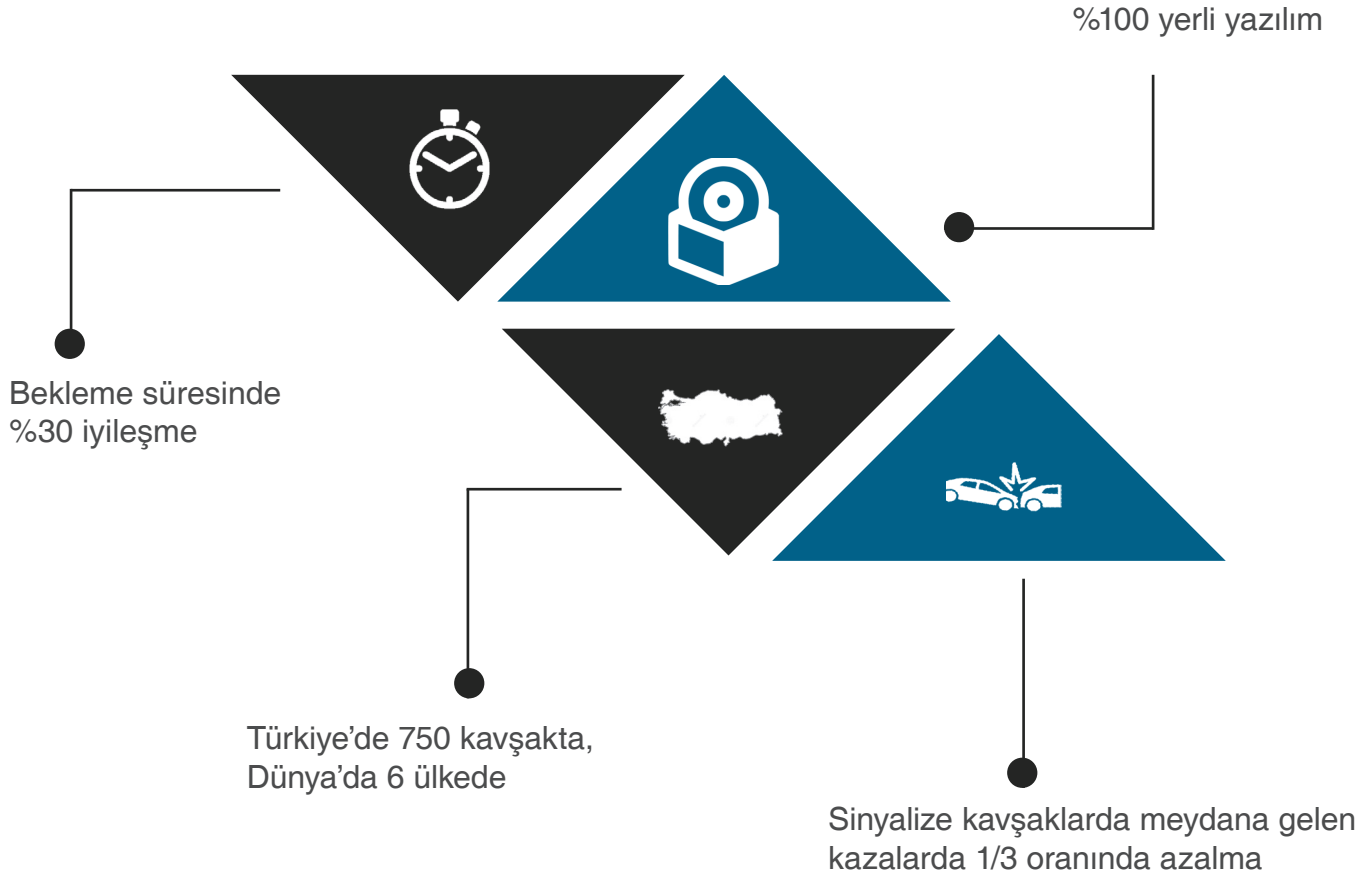 %100 yerli yazılım
Bekleme süresinde
%30 iyileşme
Türkiye’de 750 kavşakta,
Dünya’da 6 ülkede
Sinyalize kavşaklarda meydana gelen
kazalarda 1/3 oranında azalma